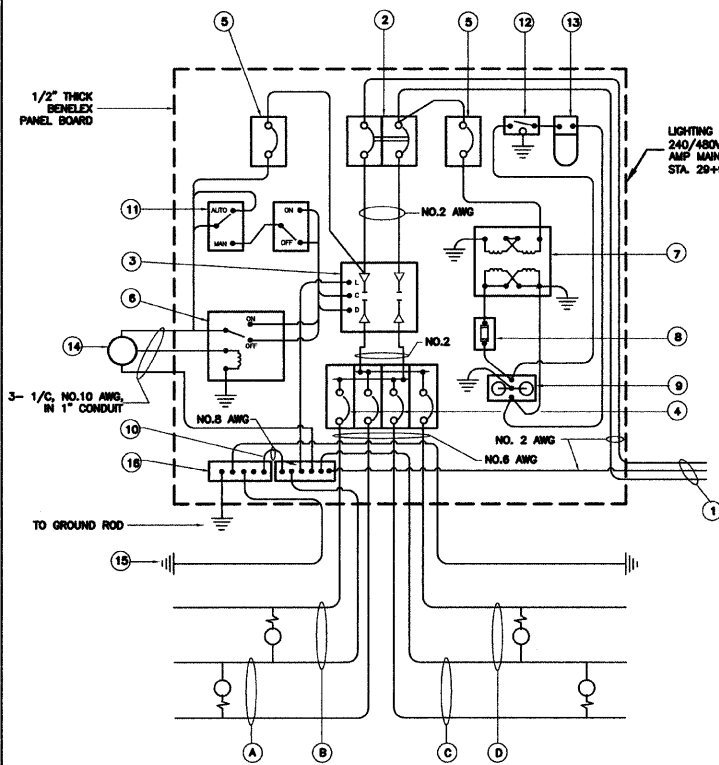 5
2
5
12
13
1/2" THICK
BENELEX
PANEL BOARD
LIGHTING
240/480V
AMP MAIN
STA. 29+
11
AUTO
MAN
ON
OFF
NO.2 AWG
3
L
C
D
7
6
ON
OFF
8
14
NO.2
9
3- 1/C, NO.10 AWG,
IN 1" CONDUIT
4
NO.8 AWG
10
NO. 2 AWG
NO.6 AWG
16
1
TO GROUND ROD
15
A
B
C
D